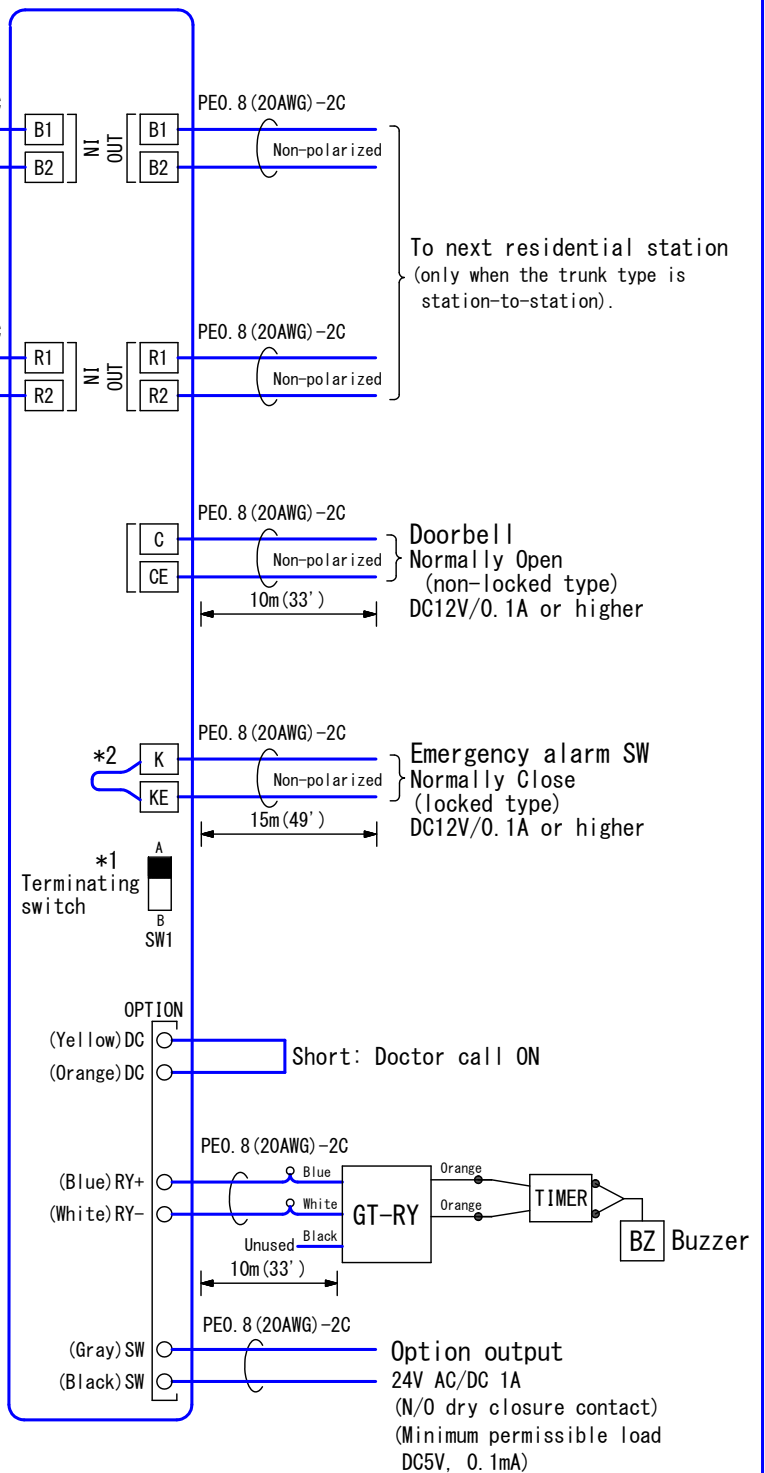 C PE0.8(20AWG)-2C
B1 IN OUT B1
Non-polarized
B2 B2
To next residential station
(only when the trunk type is
station-to-station).
C PE0.8(20AWG)-2C
R1 IN OUT R1
Non-polarized
R2 R2
PE0.8(20AWG)-2C
C
Non-polarized
CE
10m(33')
Doorbell
Normally Open
(non-locked type)
DC12V/0.1A or higher
PE0.8(20AWG)-2C
*2 K
Non-polarized
KE
15m(49')
Emergency alarm SW
Normally Close
(locked type)
DC12V/0.1A or higher
*1
Terminating
switch
A
B
SW1
OPTION
(Yellow)DC
(Orange)DC
Short: Doctor call ON
PE0.8(20AWG)-2C
(Blue)RY+ Blue
(White)RY- White
Unused Black
10m(33')
GT-RY
Orange
Orange
TIMER
BZ Buzzer
PE0.8(20AWG)-2C
(Gray)SW
(Black)SW
Option output
24V AC/DC 1A
(N/O dry closure contact)
(Minimum permissible load
DC5V, 0.1mA)